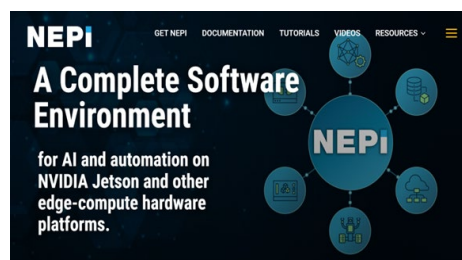 NEPI
GET NEPI DOCUMENTATION TUTORIALS VIDEOS RESOURCES
A Complete Software
Environment
for AI and automation on
NVIDIA Jetson and other
edge-compute hardware
platforms.
NEPI